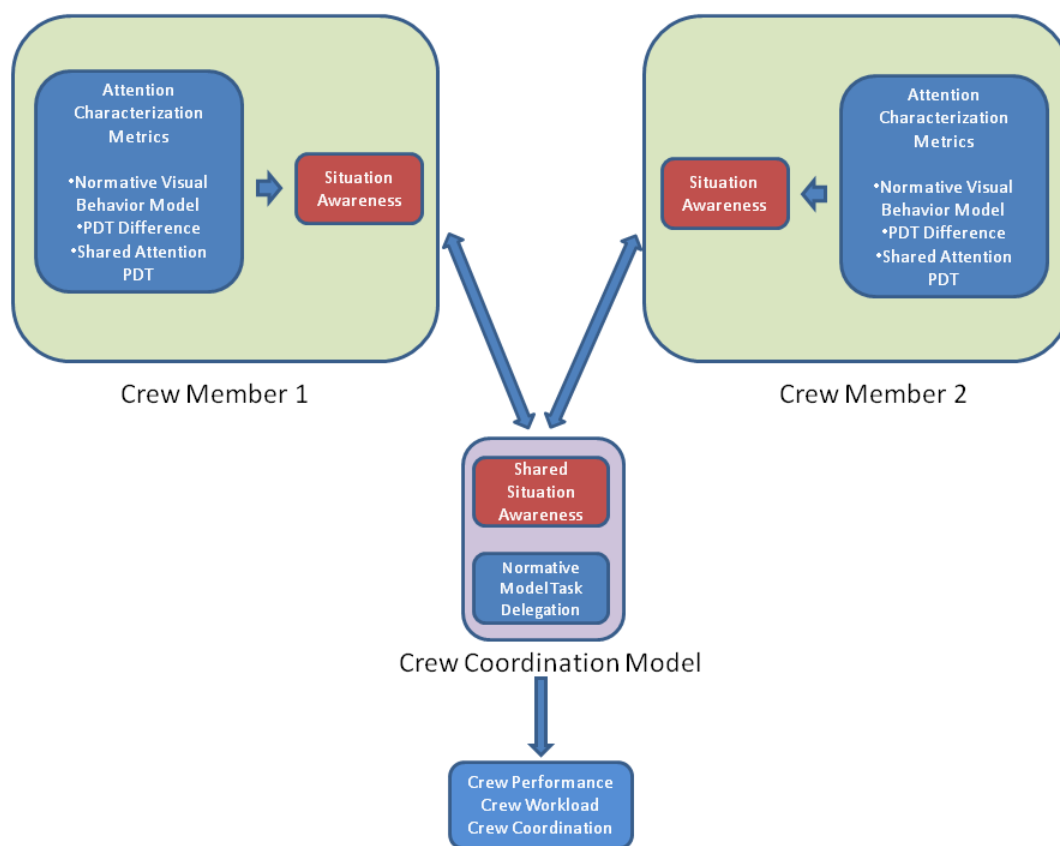 Attention
Characterization
Metrics
•Normative Visual
Behavior Model
•PDT Difference
•Shared Attention
PDT
Situation
Awareness
Crew Member 1
Situation
Awareness
Attention
Characterization
Metrics
•Normative Visual
Behavior Model
•PDT Difference
•Shared Attention
PDT
Crew Member 2
Shared
Situation
Awareness
Normative
Model Task
Delegation
Crew Coordination Model
Crew Performance
Crew Workload
Crew Coordination